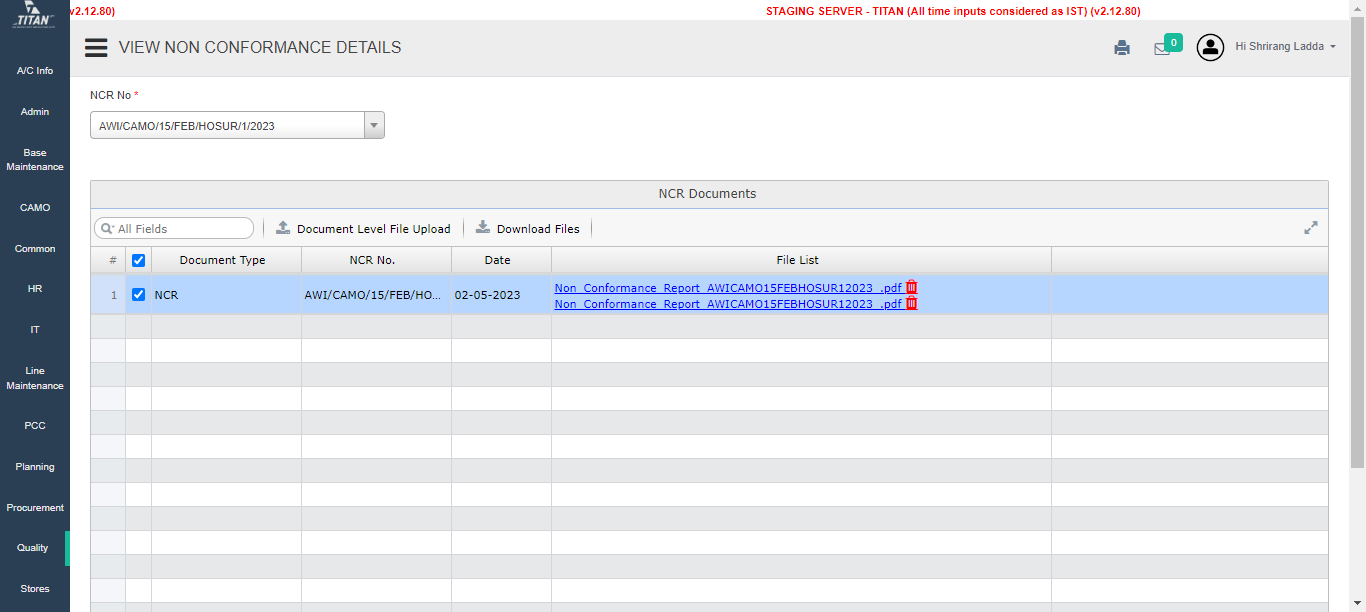 TITAN
v2.12.80)
STAGING SERVER - TITAN (All time inputs considered as IST) (v2.12.80)
VIEW NON CONFORMANCE DETAILS
0
Hi Shrirang Ladda
A/C Info
Admin
Base
Maintenance
CAMO
Common
HR
IT
Line
Maintenance
PCC
Planning
Procurement
Quality
Stores
NCR No *
AWI/CAMO/15/FEB/HOSUR/1/2023
NCR Documents
All Fields
Document Level File Upload
Download Files
# Document Type NCR No. Date File List
1 NCR AWI/CAMO/15/FEB/HO... 02-05-2023
Non_Conformance_Report_AWICAMO15FEBHOSUR12023_.pdf
Non_Conformance_Report_AWICAMO15FEBHOSUR12023_.pdf